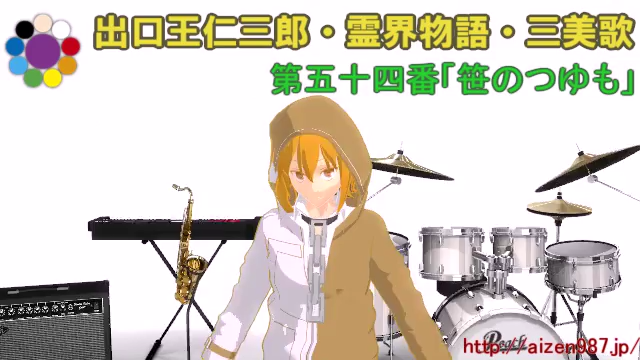 出口王仁三郎・霊界物語・三美歌
第五十四番「笹のつゆも」
http://aizen987.jp/